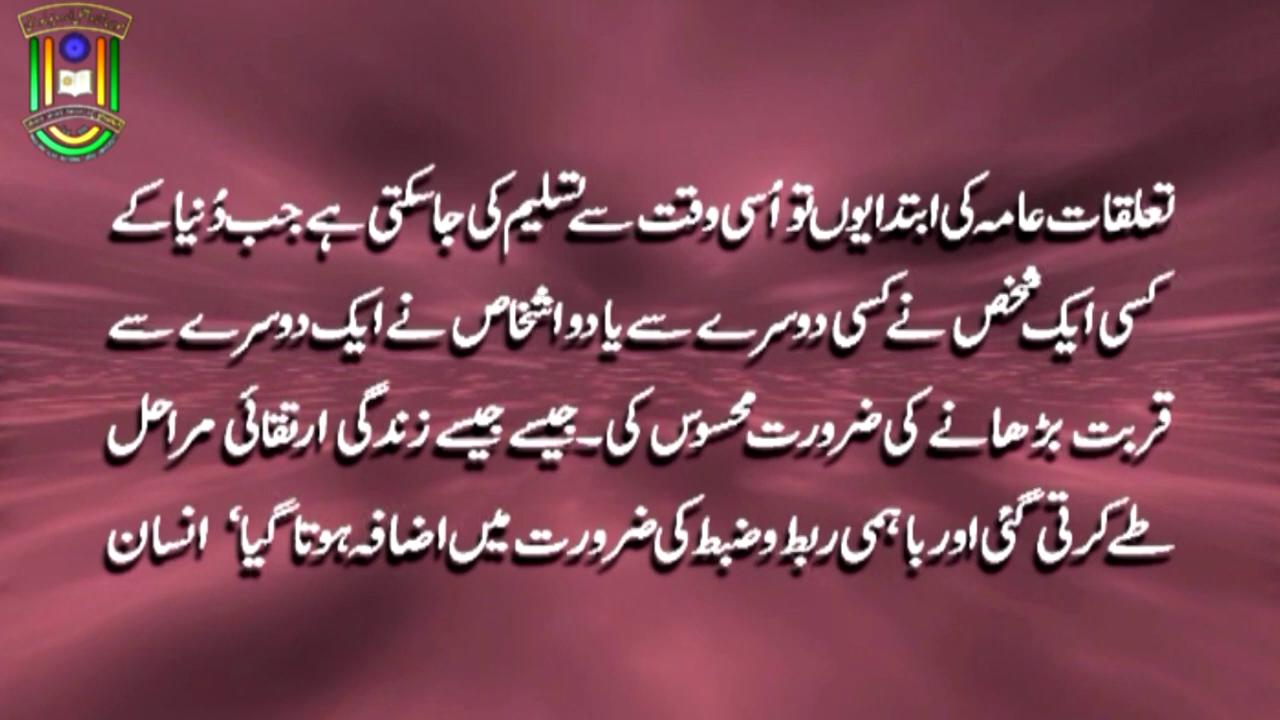 تعلقات عامہ کی ابتدا یوں تو اُسی وقت سے تسلیم کی جاسکتی ہے جب دُنیا کے
کسی ایک شخص نے کسی دوسرے سے یا دو اشخاص نے ایک دوسرے سے
قربت بڑھانے کی ضرورت محسوس کی۔ جیسے جیسے زندگی ارتقائی مراحل
طے کرتی گئی اور باہمی ربط و ضبط کی ضرورت میں اضافہ ہوتا گیا‘ انسان